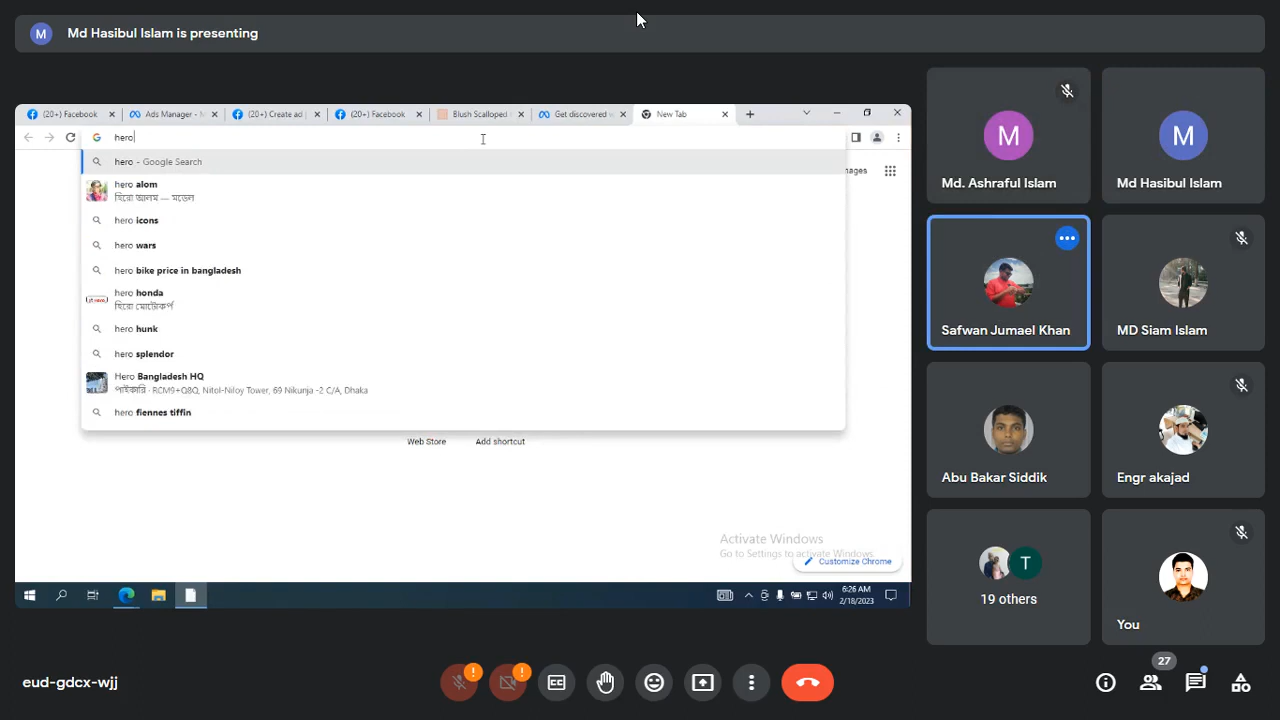 M Md Hasibul Islam is presenting
(20+) Facebook
Ads Manager - M
(20+) Create ad
(20+) Facebook
Blush Scalloped
Get discovered
New Tab
hero
hero - Google Search
hero alom
হিরো আলম — মডেল
hero icons
hero wars
hero bike price in bangladesh
hero honda
হিরো মোটোকর্প
hero hunk
hero splendor
Hero Bangladesh HQ
পাইকারি · RCM9+Q8Q, Nitol-Niloy Tower, 69 Nikunja -2 C/A, Dhaka
hero fiennes tiffin
Web Store
Add shortcut
Activate Windows
Go to Settings to activate Windows.
Customize Chrome
6:26 AM
2/18/2023
M
Md. Ashraful Islam
M
Md Hasibul Islam
Safwan Jumael Khan
MD Siam Islam
Abu Bakar Siddik
Engr akajad
T
19 others
You
eud-gdcx-wjj
27